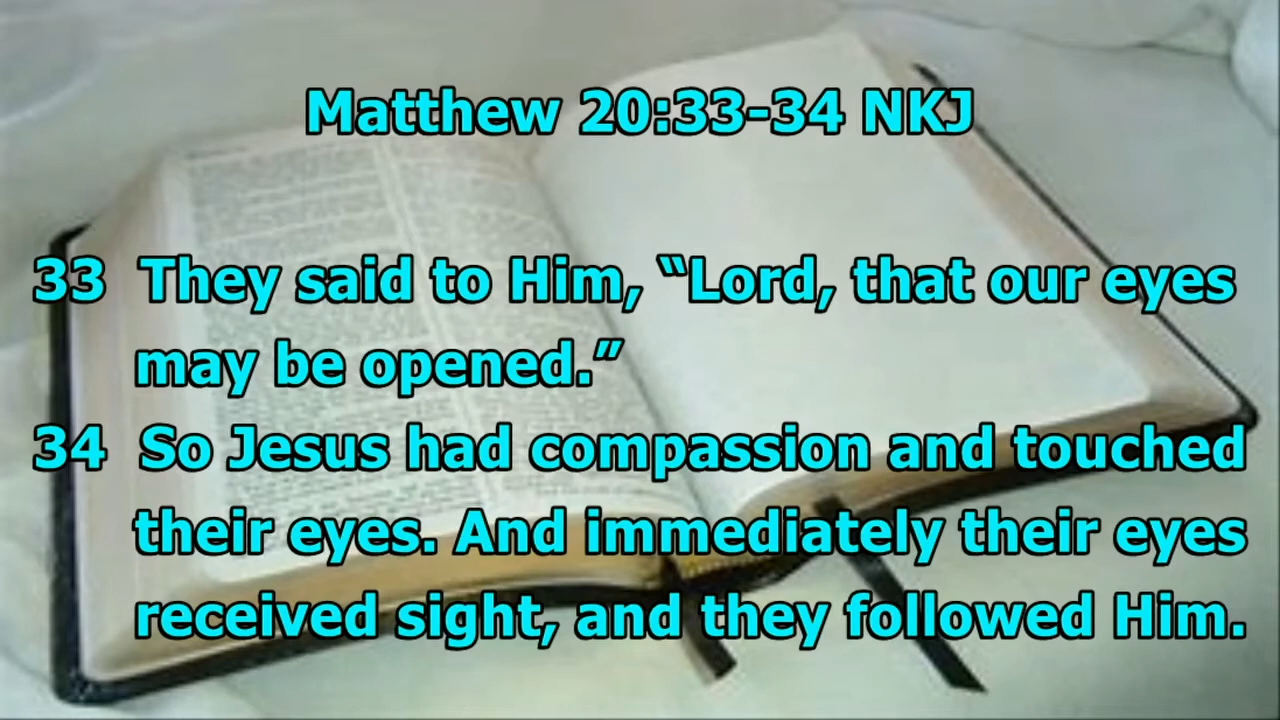 Matthew 20:33-34 NKJ
33 They said to Him, “Lord, that our eyes
may be opened.”
34 So Jesus had compassion and touched
their eyes. And immediately their eyes
received sight, and they followed Him.